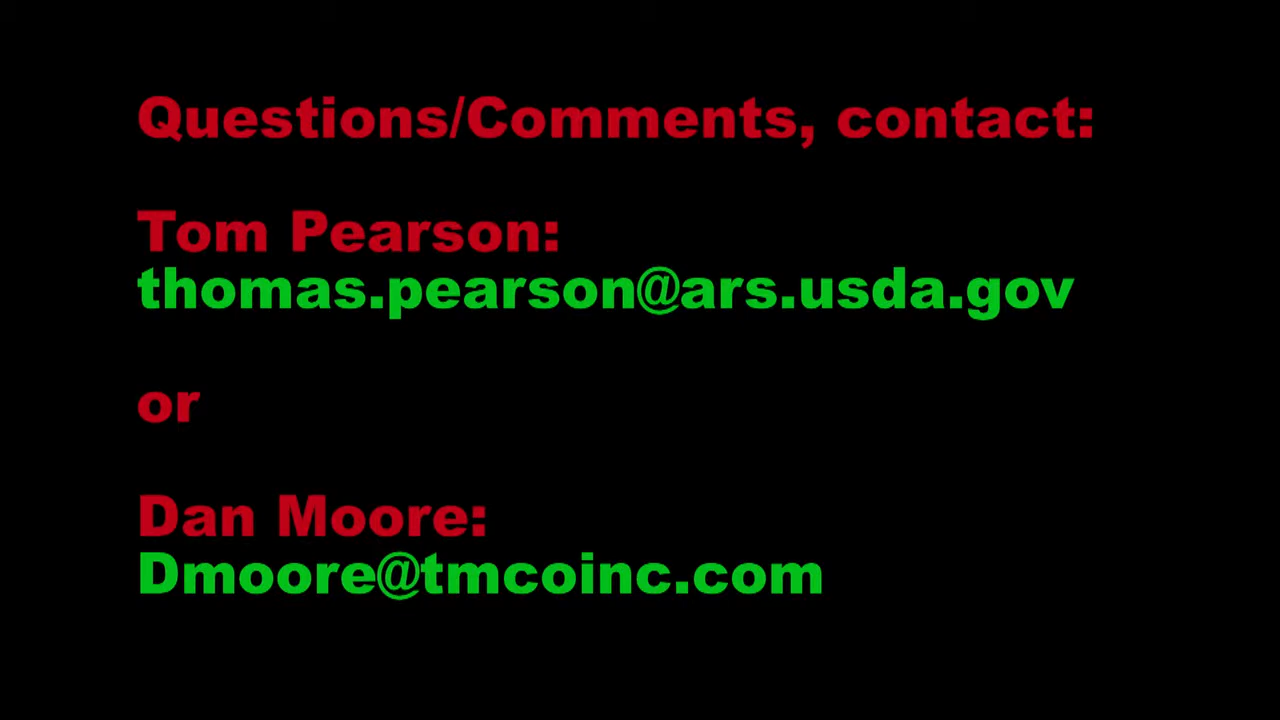 Questions/Comments, contact:
Tom Pearson:
thomas.pearson@ars.usda.gov
or
Dan Moore:
Dmoore@tmcoinc.com